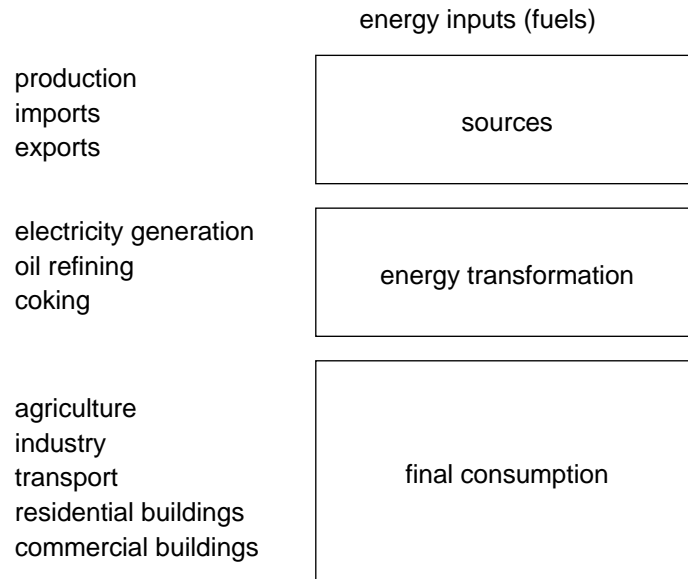 energy inputs (fuels)
production
imports
exports
sources
electricity generation
oil refining
coking
energy transformation
agriculture
industry
transport
residential buildings
commercial buildings
final consumption